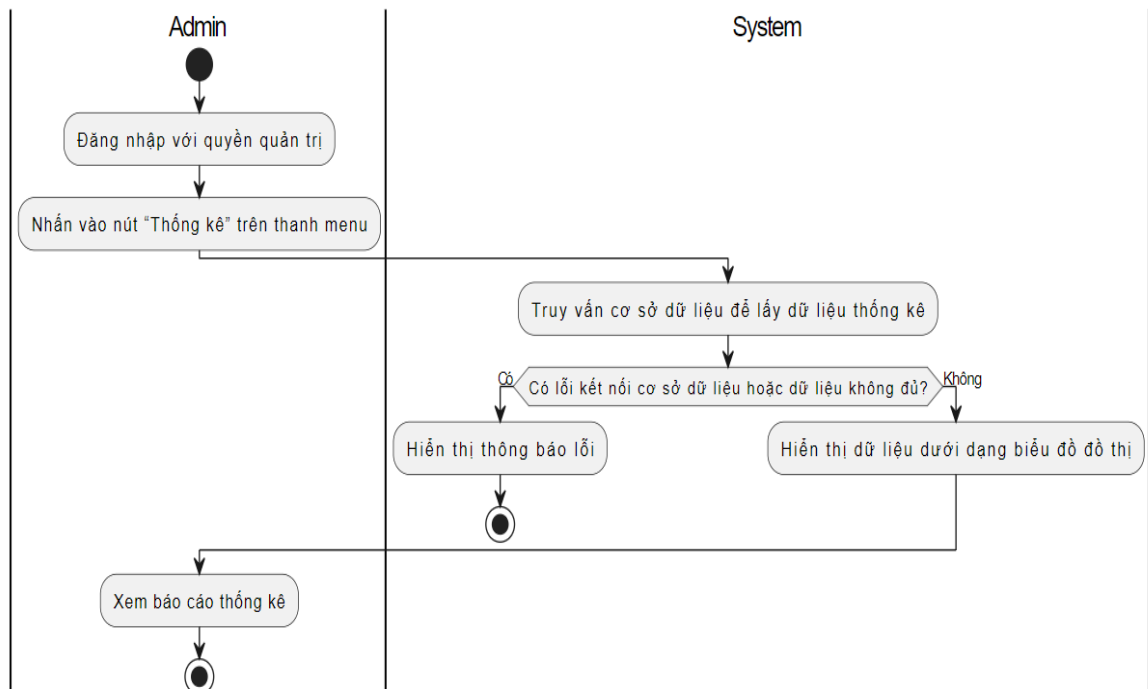 Admin
System
Đăng nhập với quyền quản trị
Nhấn vào nút “Thống kê” trên thanh menu
Truy vấn cơ sở dữ liệu để lấy dữ liệu thống kê
Có
Có lỗi kết nối cơ sở dữ liệu hoặc dữ liệu không đủ?
Không
Hiển thị thông báo lỗi
Hiển thị dữ liệu dưới dạng biểu đồ đồ thị
Xem báo cáo thống kê